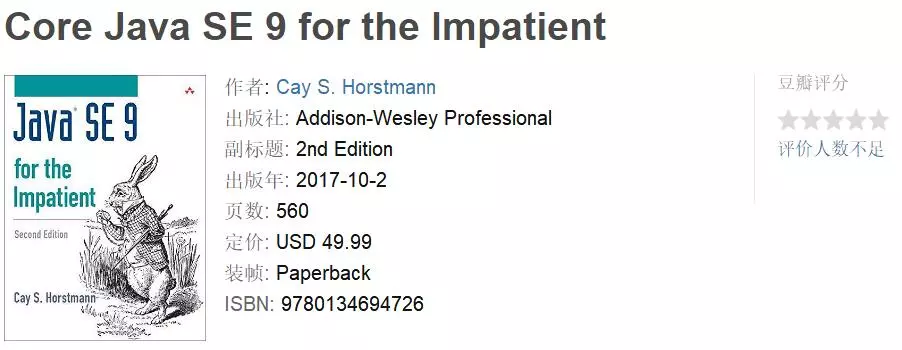 Core Java SE 9 for the Impatient
Java® SE 9
for the
Impatient
Second Edition
Cay S. Horstmann
作者: Cay S. Horstmann
出版社: Addison-Wesley Professional
副标题: 2nd Edition
出版年: 2017-10-2
页数: 560
定价: USD 49.99
装帧: Paperback
ISBN: 9780134694726
豆瓣评分
评价人数不足